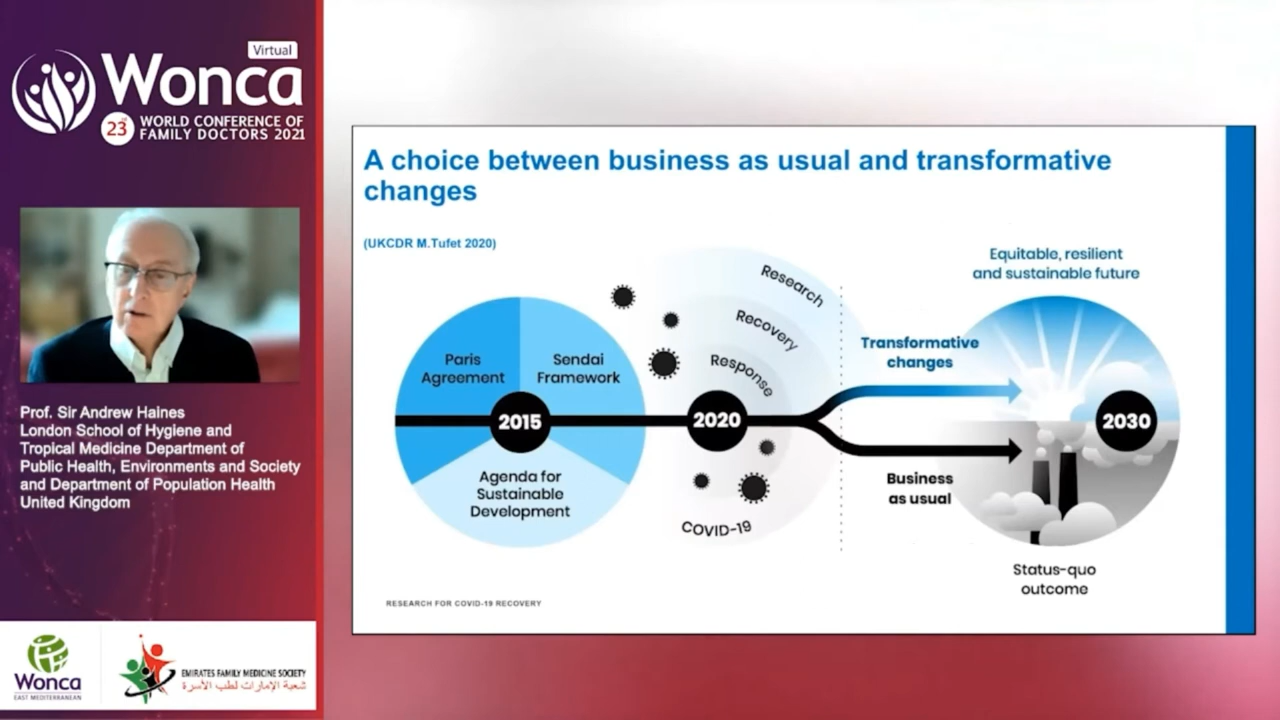 Virtual
Wonca
23rd WORLD CONFERENCE OF
FAMILY DOCTORS 2021
Prof. Sir Andrew Haines
London School of Hygiene and
Tropical Medicine Department of
Public Health, Environments and Society
and Department of Population Health
United Kingdom
Wonca
EAST MEDITERRANEAN
EMIRATES FAMILY MEDICINE SOCIETY
شعبة الإمارات لطب الأسرة
A choice between business as usual and transformative
changes
(UKCDR M.Tufet 2020)
Paris
Agreement
Sendai
Framework
2015
Agenda for
Sustainable
Development
Research
Recovery
Response
2020
COVID-19
Transformative
changes
Business
as usual
Equitable, resilient
and sustainable future
2030
Status-quo
outcome
RESEARCH FOR COVID-19 RECOVERY